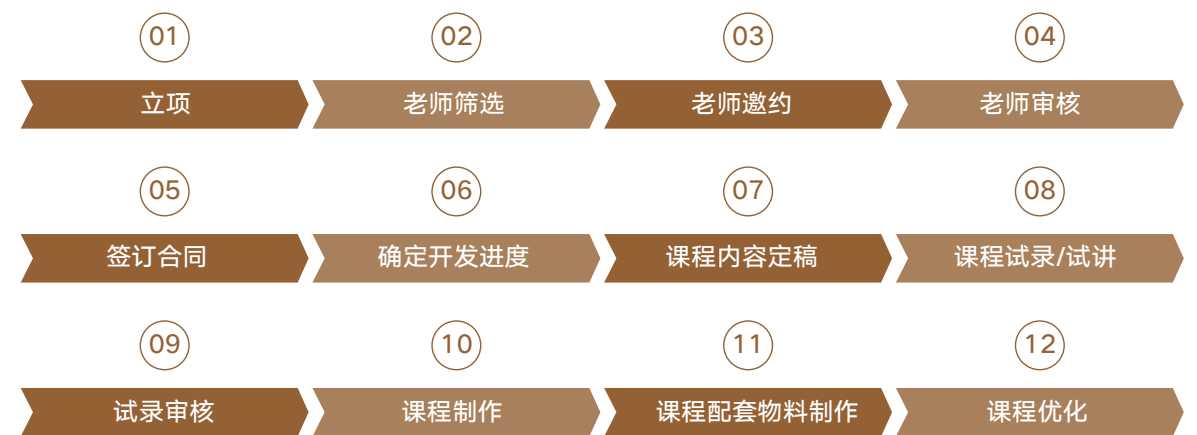 01 02 03 04
立项 老师筛选 老师邀约 老师审核
05 06 07 08
签订合同 确定开发进度 课程内容定稿 课程试录/试讲
09 10 11 12
试录审核 课程制作 课程配套物料制作 课程优化